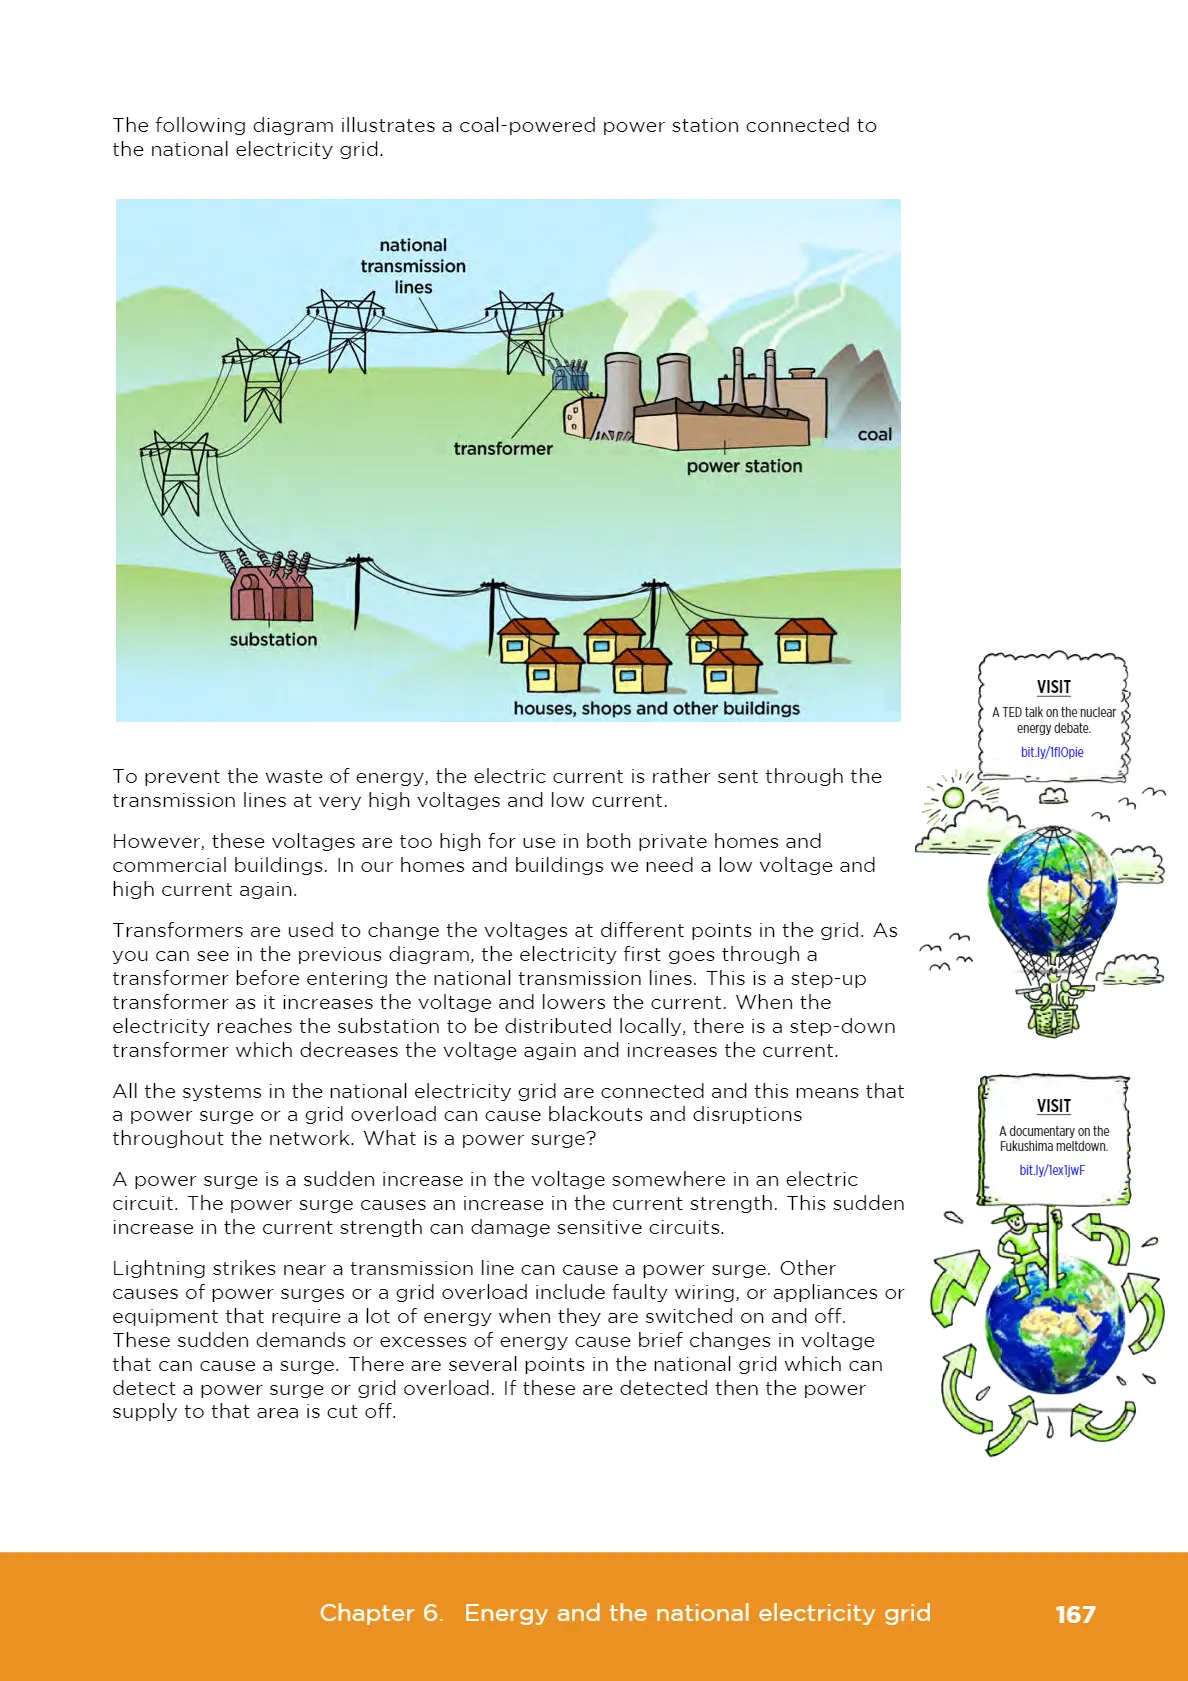 The following diagram illustrates a coal-powered power station connected to
the national electricity grid.
national
transmission
lines
transformer
coal
power station
substation
houses, shops and other buildings
To prevent the waste of energy, the electric current is rather sent through the
transmission lines at very high voltages and low current.
However, these voltages are too high for use in both private homes and
commercial buildings. In our homes and buildings we need a low voltage and
high current again.
Transformers are used to change the voltages at different points in the grid. As
you can see in the previous diagram, the electricity first goes through a
transformer before entering the national transmission lines. This is a step-up
transformer as it increases the voltage and lowers the current. When the
electricity reaches the substation to be distributed locally, there is a step-down
transformer which decreases the voltage again and increases the current.
All the systems in the national electricity grid are connected and this means that
a power surge or a grid overload can cause blackouts and disruptions
throughout the network. What is a power surge?
A power surge is a sudden increase in the voltage somewhere in an electric
circuit. The power surge causes an increase in the current strength. This sudden
increase in the current strength can damage sensitive circuits.
Lightning strikes near a transmission line can cause a power surge. Other
causes of power surges or a grid overload include faulty wiring, or appliances or
equipment that require a lot of energy when they are switched on and off.
These sudden demands or excesses of energy cause brief changes in voltage
that can cause a surge. There are several points in the national grid which can
detect a power surge or grid overload. If these are detected then the power
supply to that area is cut off.
VISIT
A TED talk on the nuclear
energy debate.
bit.ly/1flOpie
VISIT
A documentary on the
Fukushima meltdown.
bit.ly/1ex1jwF
Chapter 6. Energy and the national electricity grid
167